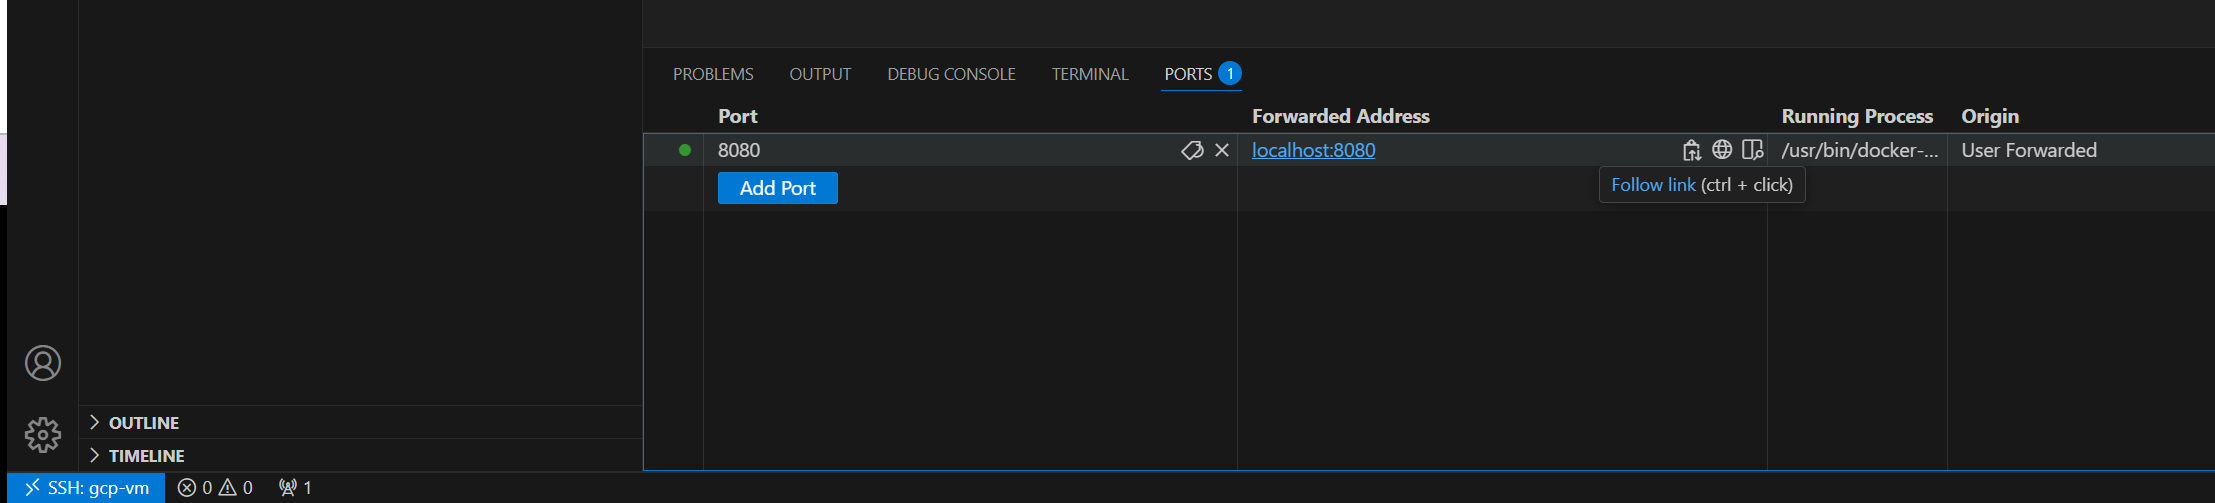 PROBLEMS OUTPUT DEBUG CONSOLE TERMINAL PORTS 1
Port Forwarded Address Running Process Origin
8080 localhost:8080 /usr/bin/docker-... User Forwarded
Add Port
Follow link (ctrl + click)
OUTLINE
TIMELINE
SSH: gcp-vm 0 0 1